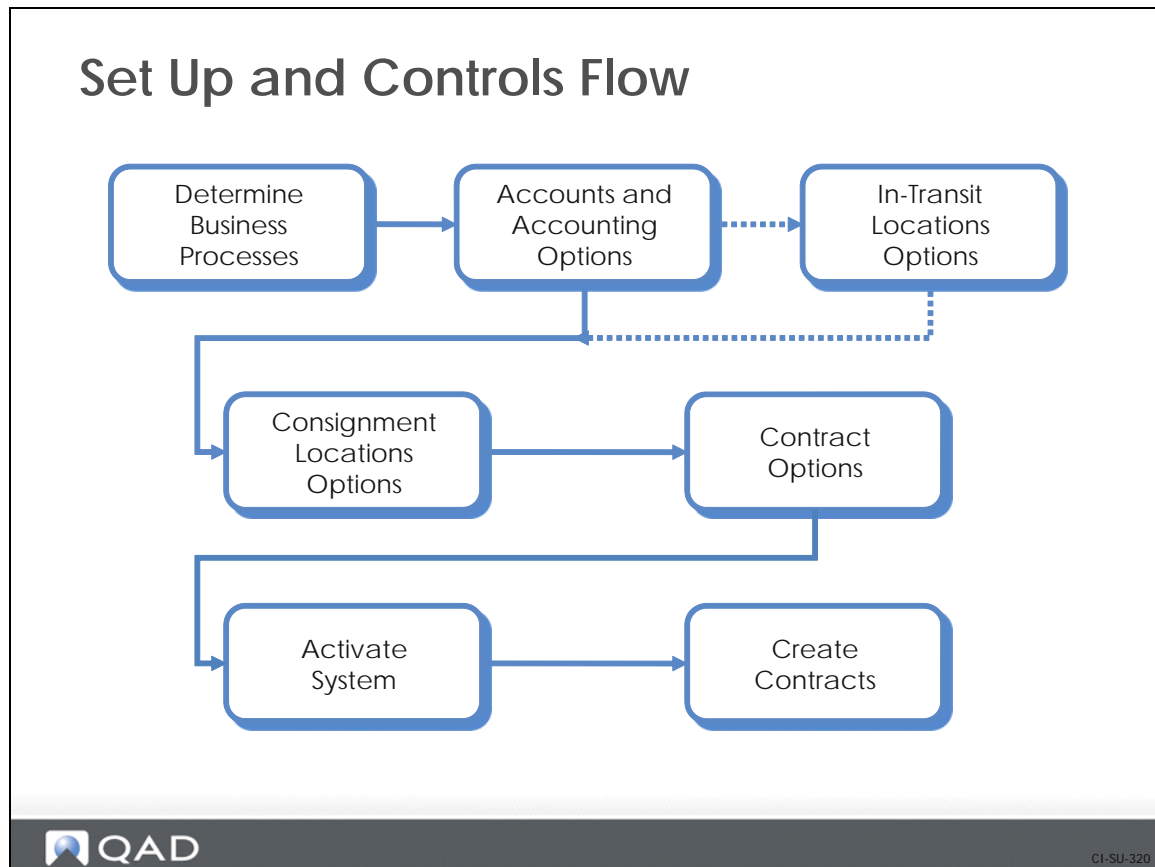 Set Up and Controls Flow
Determine
Business
Processes
Accounts and
Accounting
Options
In-Transit
Locations
Options
Consignment
Locations
Options
Contract
Options
Activate
System
Create
Contracts
QAD
CI-SU-320